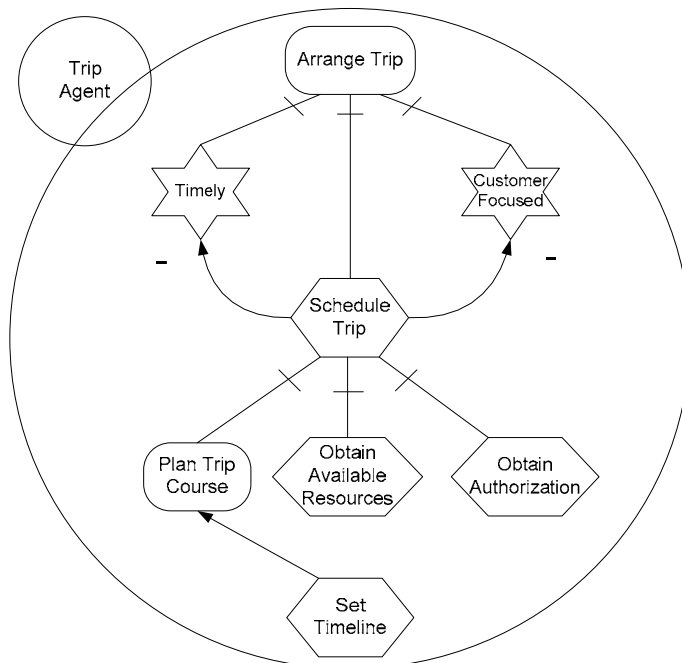 Arrange Trip
Trip
Agent
Timely
Customer
Focused
-
-
Schedule
Trip
Plan Trip
Course
Obtain
Available
Resources
Obtain
Authorization
Set
Timeline